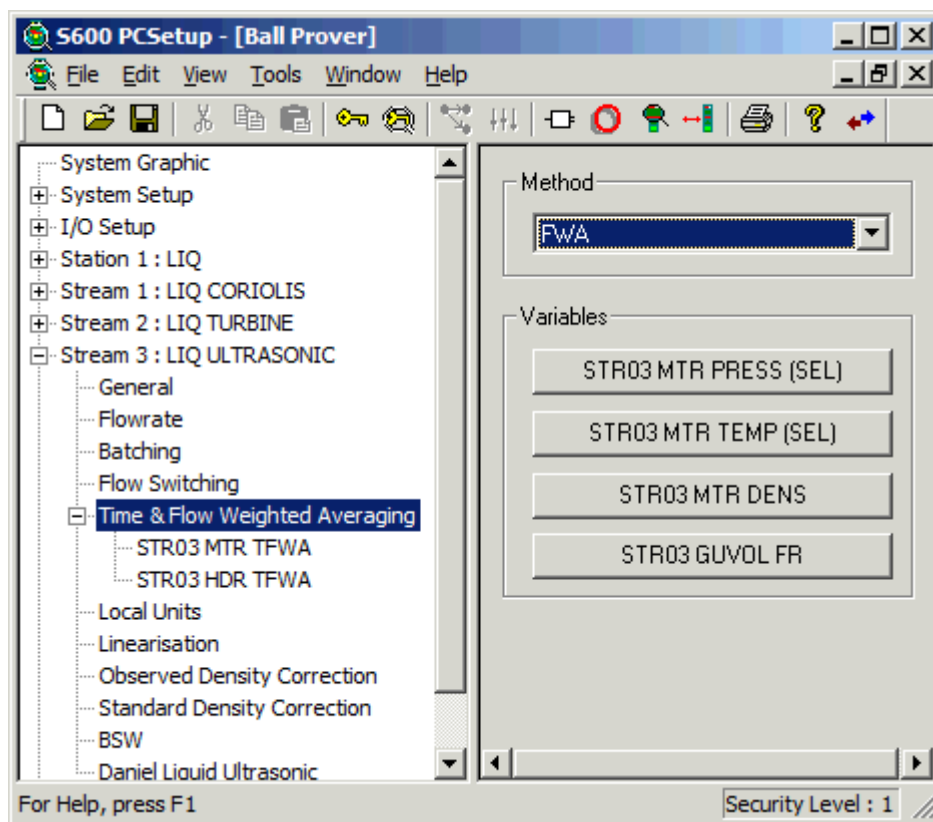 S600 PCSetup - [Ball Prover]
File Edit View Tools Window Help
System Graphic
System Setup
I/O Setup
Station 1 : LIQ
Stream 1 : LIQ CORIOLIS
Stream 2 : LIQ TURBINE
Stream 3 : LIQ ULTRASONIC
General
Flowrate
Batching
Flow Switching
Time & Flow Weighted Averaging
STR03 MTR TFWA
STR03 HDR TFWA
Local Units
Linearisation
Observed Density Correction
Standard Density Correction
BSW
Daniel Liquid Ultrasonic
Method
FWA
Variables
STR03 MTR PRESS (SEL)
STR03 MTR TEMP (SEL)
STR03 MTR DENS
STR03 GUVOL FR
For Help, press F1
Security Level : 1